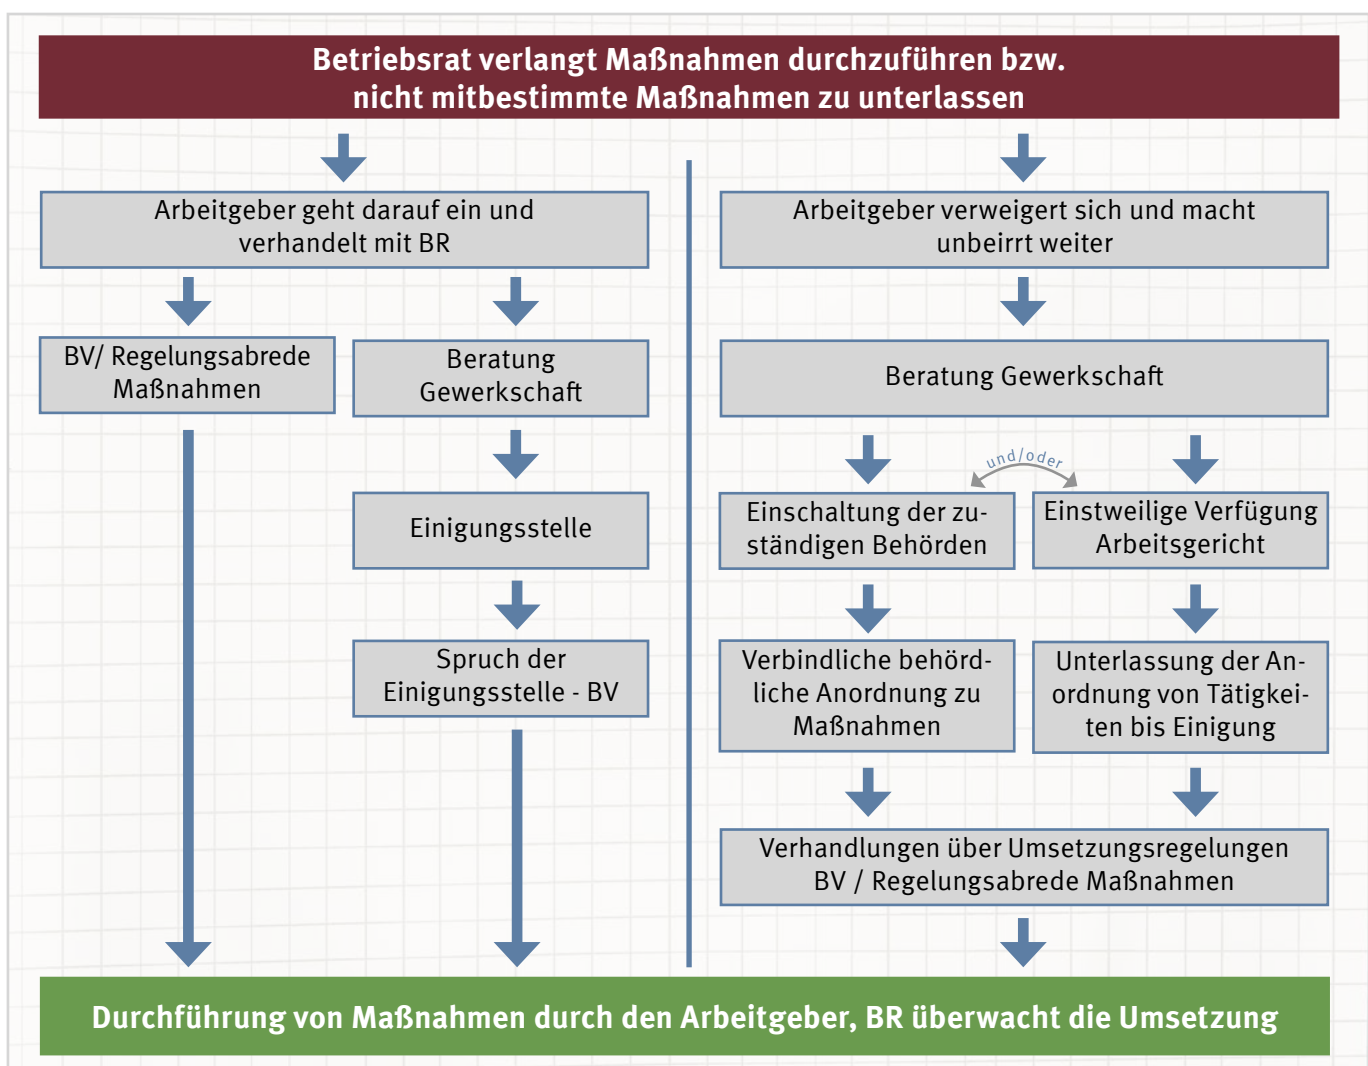 Betriebsrat verlangt Maßnahmen durchzuführen bzw.
nicht mitbestimmte Maßnahmen zu unterlassen
Arbeitgeber geht darauf ein und
verhandelt mit BR
BV/ Regelungsabrede
Maßnahmen
Beratung
Gewerkschaft
Einigungsstelle
Spruch der
Einigungsstelle - BV
Arbeitgeber verweigert sich und macht
unbeirrt weiter
Beratung Gewerkschaft
und/oder
Einschaltung der zu-
ständigen Behörden
Einstweilige Verfügung
Arbeitsgericht
Verbindliche behörd-
liche Anordnung zu
Maßnahmen
Unterlassung der An-
ordnung von Tätigkei-
ten bis Einigung
Verhandlungen über Umsetzungsregelungen
BV / Regelungsabrede Maßnahmen
Durchführung von Maßnahmen durch den Arbeitgeber, BR überwacht die Umsetzung